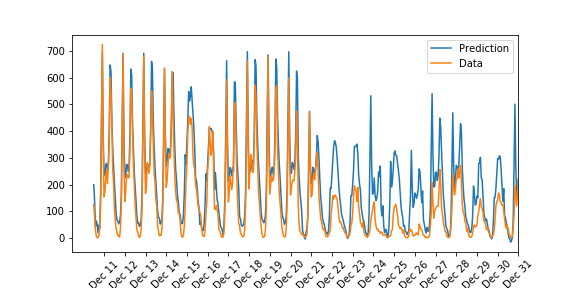 700
600
500
400
300
200
100
0
Prediction
Data
Dec 11
Dec 12
Dec 13
Dec 14
Dec 15
Dec 16
Dec 17
Dec 18
Dec 19
Dec 20
Dec 21
Dec 22
Dec 23
Dec 24
Dec 25
Dec 26
Dec 27
Dec 28
Dec 29
Dec 30
Dec 31